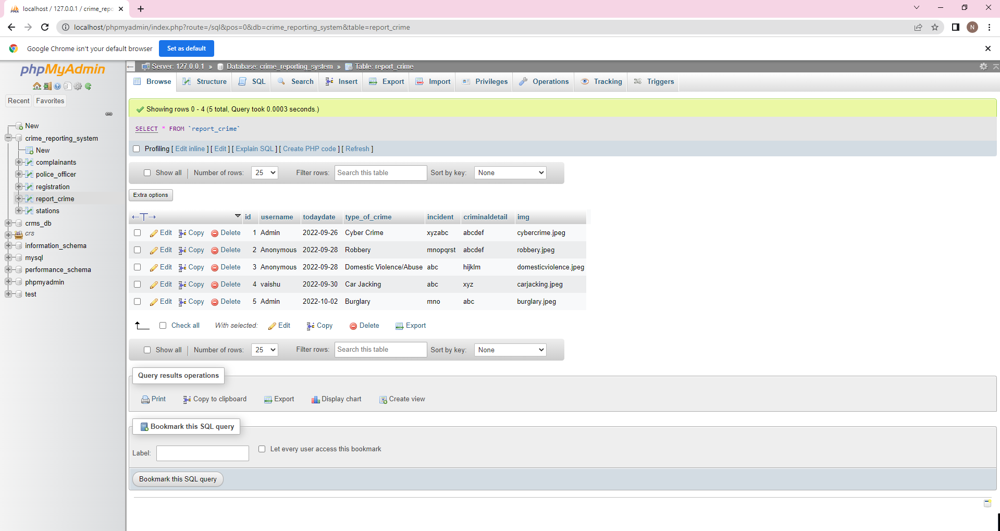 localhost / 127.0.0.1 / crime_repo
localhost/phpmyadmin/index.php?route=/sql&pos=0&db=crime_reporting_system&table=report_crime
N
Google Chrome isn't your default browser Set as default
phpMyAdmin
Recent Favorites
New
crime_reporting_system
New
complainants
police_officer
registration
report_crime
stations
crms_db
crs
information_schema
mysql
performance_schema
phpmyadmin
test
Server: 127.0.0.1 » Database: crime_reporting_system » Table: report_crime
Browse Structure SQL Search Insert Export Import Privileges Operations Tracking Triggers
Showing rows 0 - 4 (5 total, Query took 0.0003 seconds.)
SELECT * FROM `report_crime`
Profiling [ Edit inline ] [ Edit ] [ Explain SQL ] [ Create PHP code ] [ Refresh ]
Show all Number of rows: 25 Filter rows: Search this table Sort by key: None
Extra options
←T→ id username todaydate type_of_crime incident criminaldetail img
Edit Copy Delete 1 Admin 2022-09-26 Cyber Crime xyzabc abcdef cybercrime.jpeg
Edit Copy Delete 2 Anonymous 2022-09-28 Robbery mnopqrst abcdef robbery.jpeg
Edit Copy Delete 3 Anonymous 2022-09-28 Domestic Violence/Abuse abc hijklm domesticviolence.jpeg
Edit Copy Delete 4 vaishu 2022-09-30 Car Jacking abc xyz carjacking.jpeg
Edit Copy Delete 5 Admin 2022-10-02 Burglary mno abc burglary.jpeg
Check all With selected: Edit Copy Delete Export
Show all Number of rows: 25 Filter rows: Search this table Sort by key: None
Query results operations
Print Copy to clipboard Export Display chart Create view
Bookmark this SQL query
Label: Let every user access this bookmark
Bookmark this SQL query